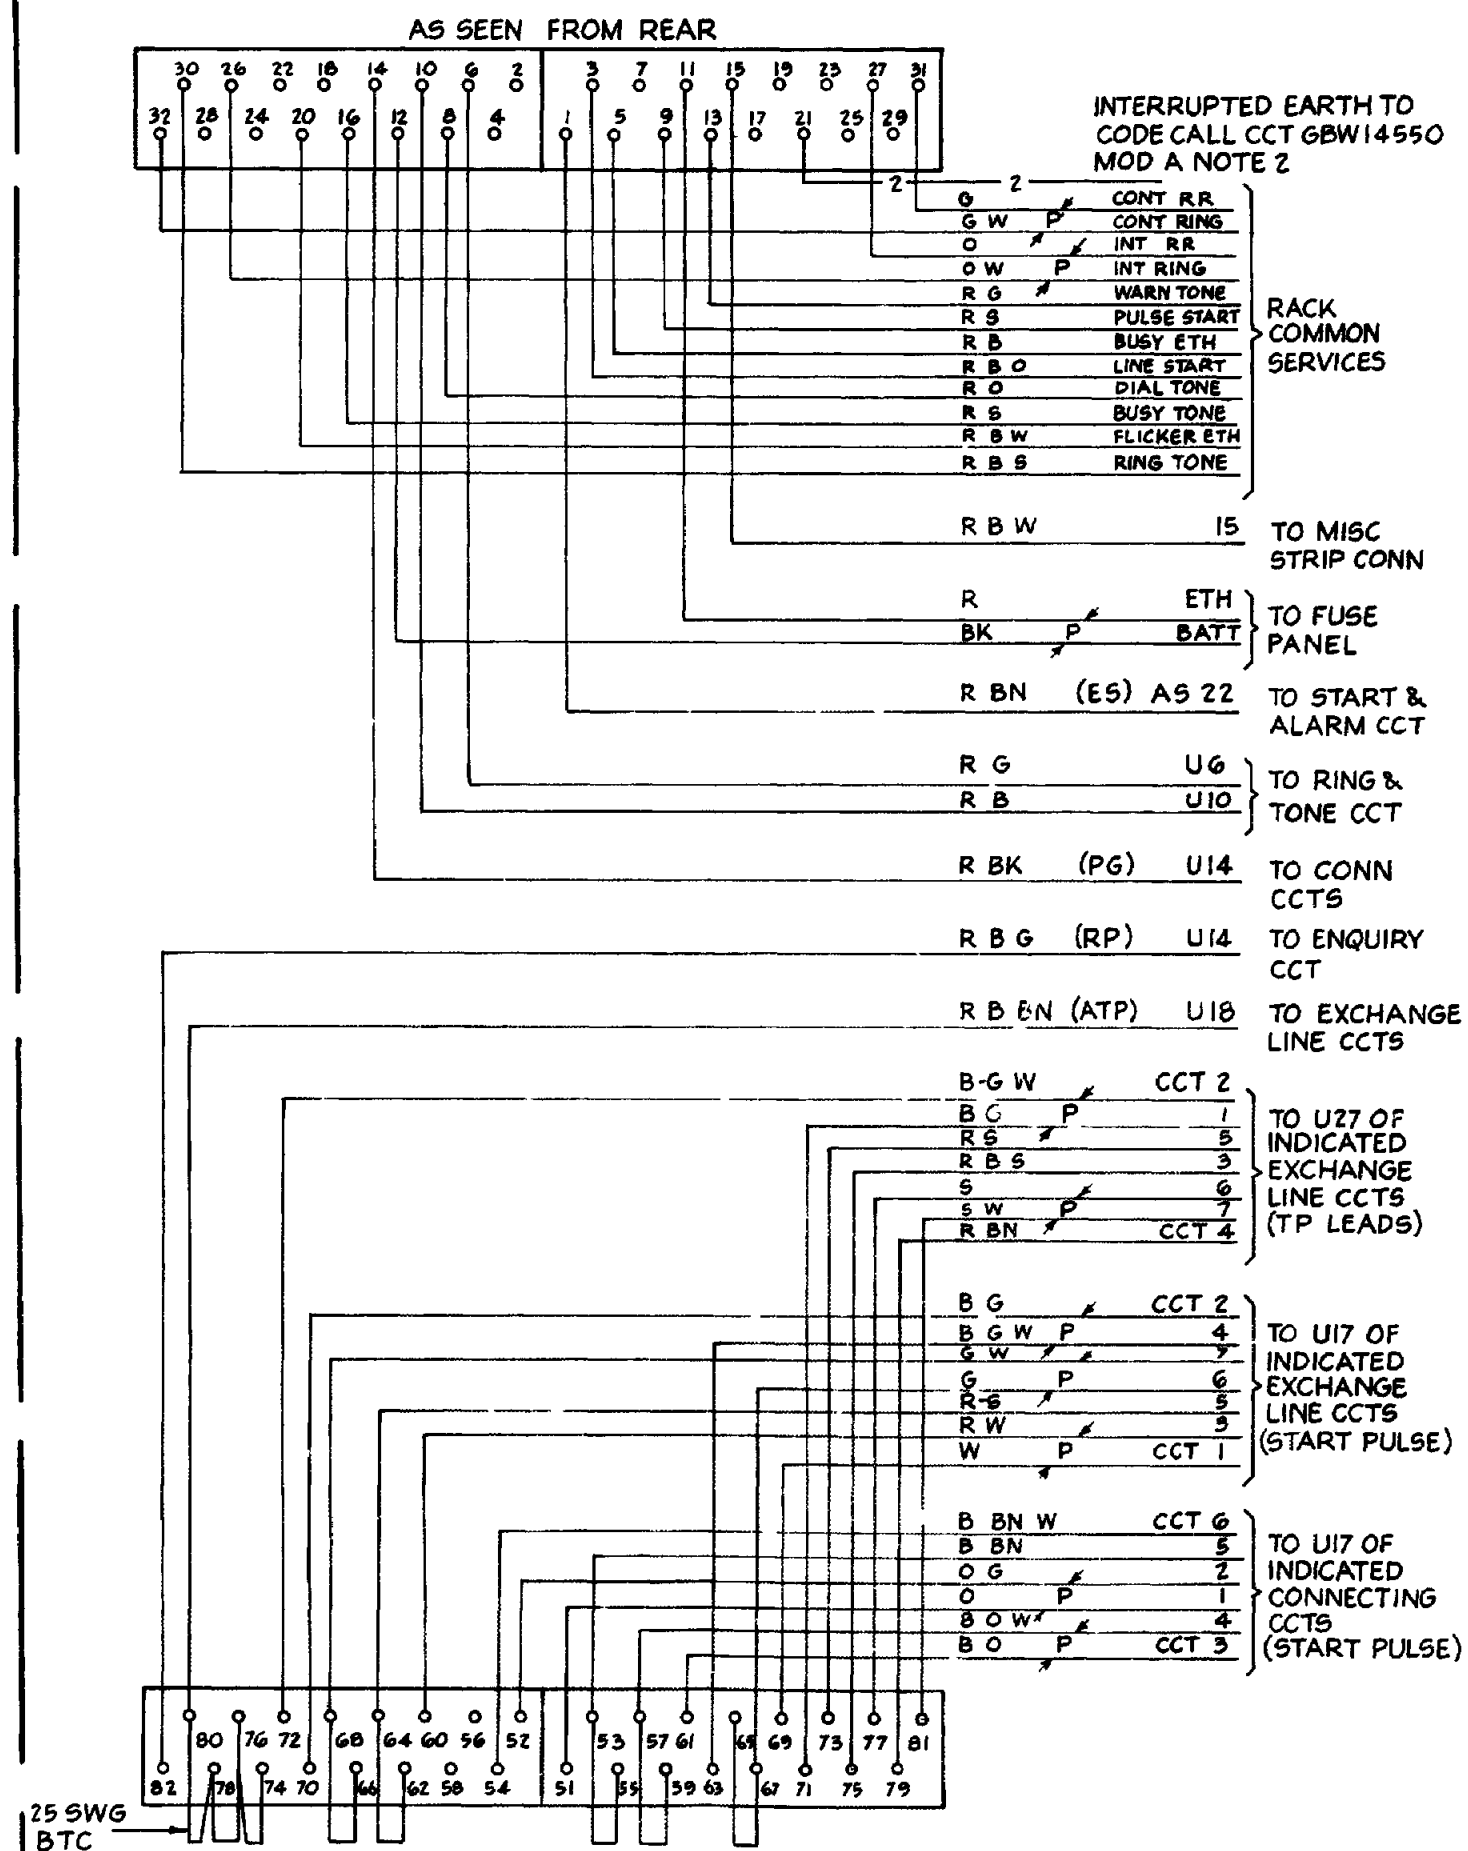 AS SEEN FROM REAR
30 26 22 18 14 10 6 2 3 7 11 15 19 23 27 31
32 28 24 20 16 12 8 4 1 5 9 13 17 21 25 29
INTERRUPTED EARTH TO
CODE CALL CCT GBW14550
MOD A NOTE 2
2 2
G CONT RR
G W P CONT RING
O INT RR
O W P INT RING
R G WARN TONE
R S PULSE START
R B BUSY ETH
R B O LINE START
R O DIAL TONE
R S BUSY TONE
R B W FLICKER ETH
R B S RING TONE
RACK
COMMON
SERVICES
R B W 15 TO MISC
STRIP CONN
R ETH
BK P BATT
TO FUSE
PANEL
R BN (ES) AS 22 TO START &
ALARM CCT
R G U6
R B U10
TO RING &
TONE CCT
R BK (PG) U14 TO CONN
CCTS
R B G (RP) U14 TO ENQUIRY
CCT
R B BN (ATP) U18 TO EXCHANGE
LINE CCTS
B-G W CCT 2
B G P 1
R S 5
R B S 3
S 6
S W P 7
R BN CCT 4
TO U27 OF
INDICATED
EXCHANGE
LINE CCTS
(TP LEADS)
B G CCT 2
B G W P 4
G W 7
G P 6
R-S 5
R W 3
W P CCT 1
TO U17 OF
INDICATED
EXCHANGE
LINE CCTS
(START PULSE)
B BN W CCT 6
B BN 5
O G 2
O P 1
B O W 4
B O P CCT 3
TO U17 OF
INDICATED
CONNECTING
CCTS
(START PULSE)
80 76 72 68 64 60 56 52 53 57 61 65 69 73 77 81
82 78 74 70 66 62 58 54 51 55 59 63 67 71 75 79
25 SWG
BTC